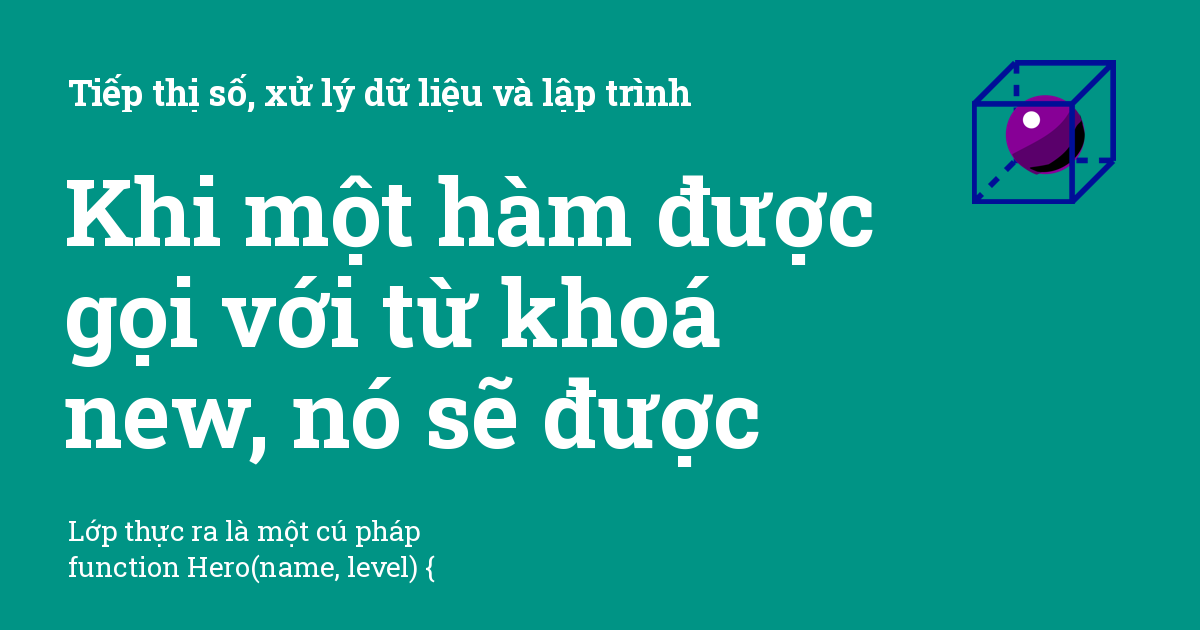 Tiếp thị số, xử lý dữ liệu và lập trình
Khi một hàm được
gọi với từ khoá
new, nó sẽ được
Lớp thực ra là một cú pháp
function Hero(name, level) {